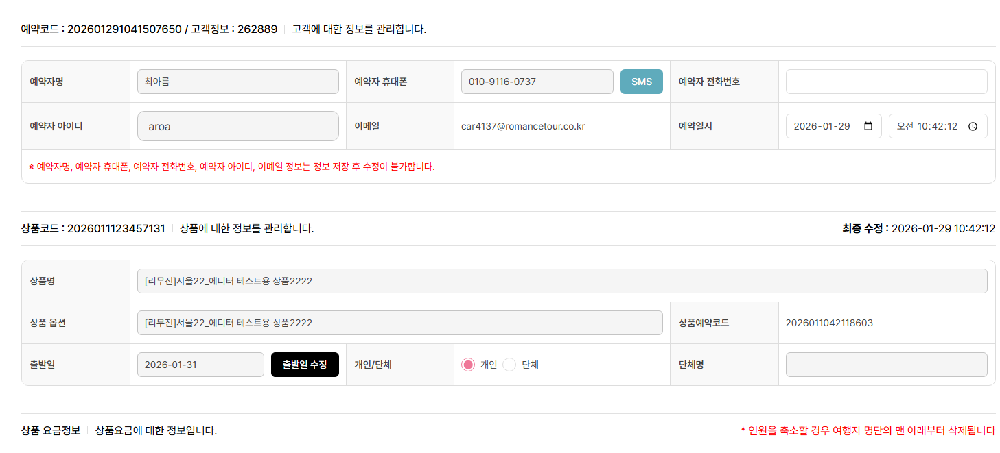 예약코드 : 202601291041507650 / 고객정보 : 262889 고객에 대한 정보를 관리합니다.
예약자명 최아름 예약자 휴대폰 010-9116-0737 SMS 예약자 전화번호
예약자 아이디 aroa 이메일 car4137@romancetour.co.kr 예약일시 2026-01-29 오전 10:42:12
※ 예약자명, 예약자 휴대폰, 예약자 전화번호, 예약자 아이디, 이메일 정보는 정보 저장 후 수정이 불가합니다.
상품코드 : 2026011123457131 상품에 대한 정보를 관리합니다. 최종 수정 : 2026-01-29 10:42:12
상품명 [리무진]서울22_에디터 테스트용 상품2222
상품 옵션 [리무진]서울22_에디터 테스트용 상품2222 상품예약코드 2026011042118603
출발일 2026-01-31 출발일 수정 개인/단체 개인 단체 단체명
상품 요금정보 상품요금에 대한 정보입니다. * 인원을 축소할 경우 여행자 명단의 맨 아래부터 삭제됩니다